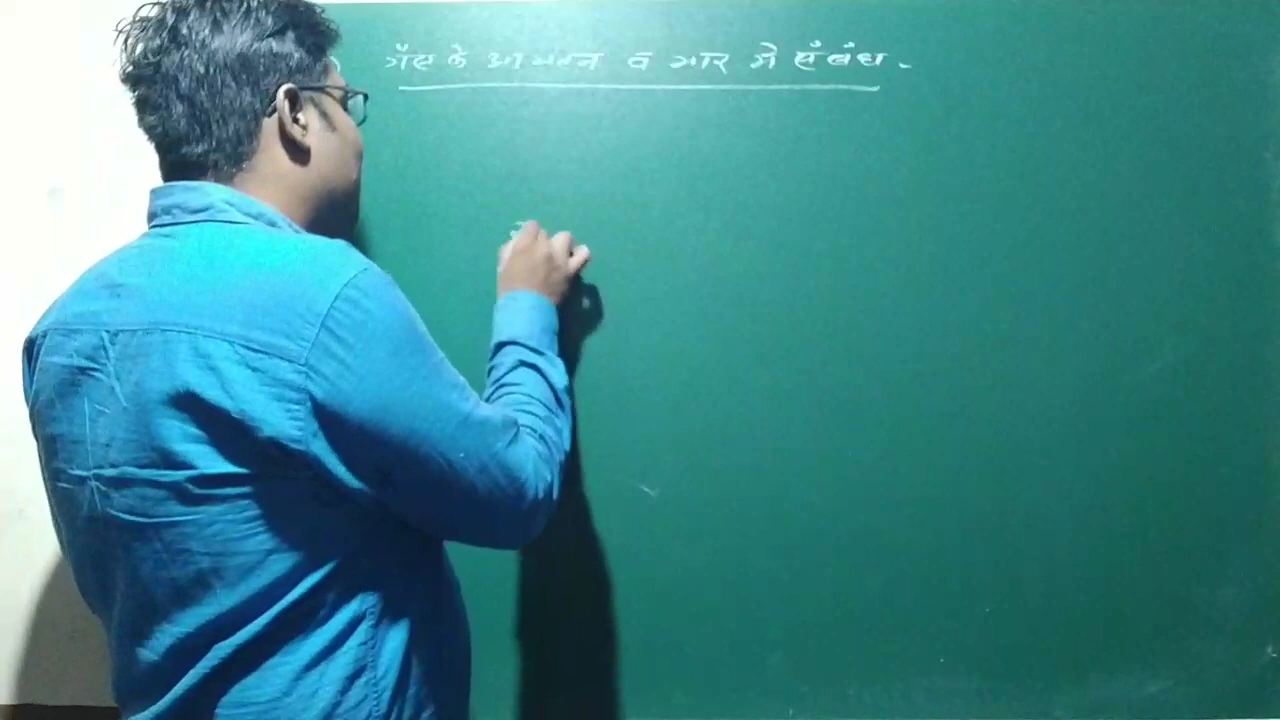 गैस के आयतन व भार मे संबंध -